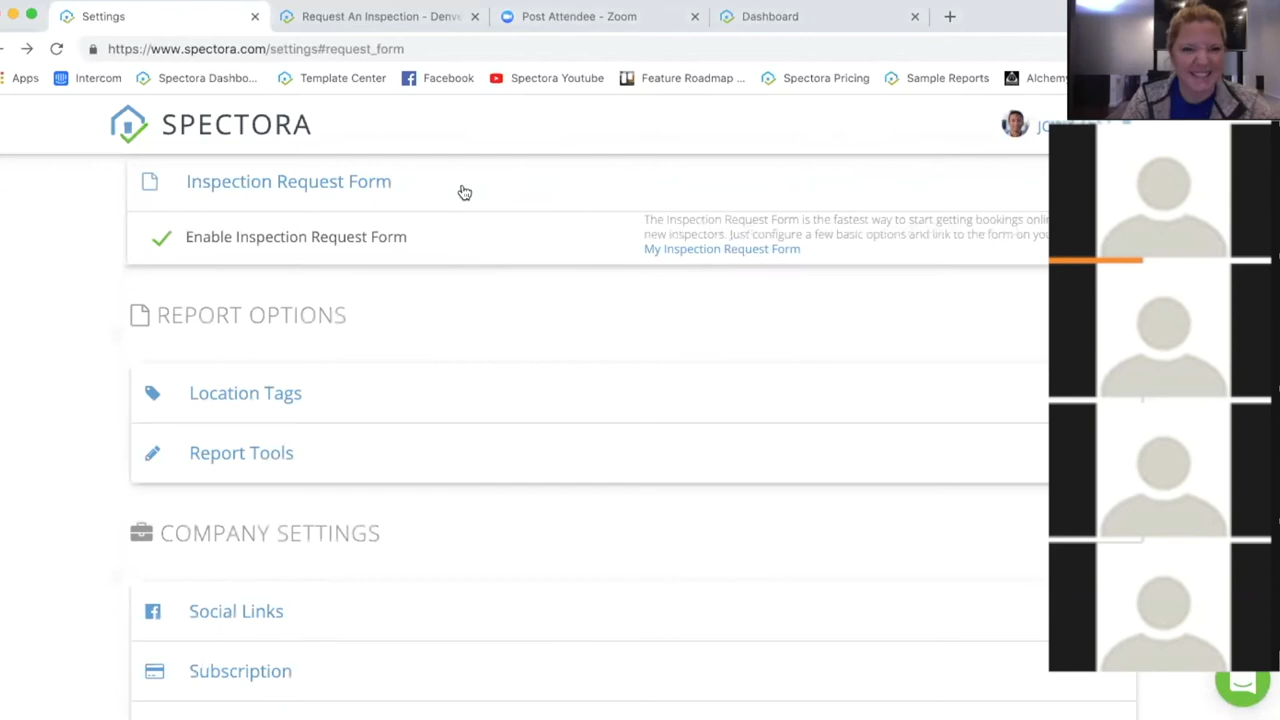 Settings
Request An Inspection - Denve
Post Attendee - Zoom
Dashboard
https://www.spectora.com/settings#request_form
Apps
Intercom
Spectora Dashbo...
Template Center
Facebook
Spectora Youtube
Feature Roadmap ...
Spectora Pricing
Sample Reports
Alchemy
SPECTORA
Inspection Request Form
Enable Inspection Request Form
The Inspection Request Form is the fastest way to start getting bookings onli
new inspectors. Just configure a few basic options and link to the form on yo
My Inspection Request Form
REPORT OPTIONS
Location Tags
Report Tools
COMPANY SETTINGS
Social Links
Subscription